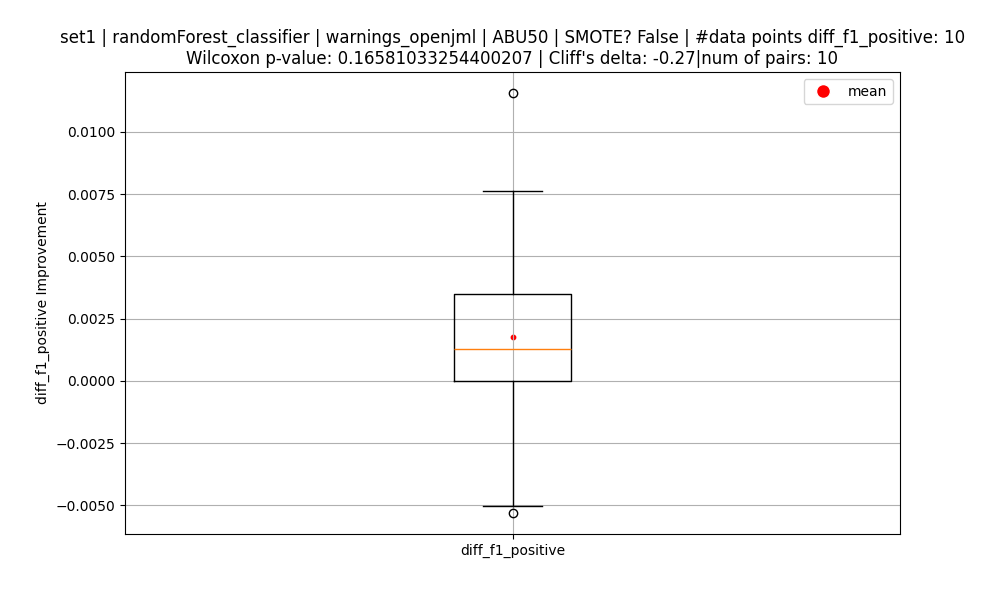 set1 | randomForest_classifier | warnings_openjml | ABU50 | SMOTE? False | #data points diff_f1_positive: 10
Wilcoxon p-value: 0.16581033254400207 | Cliff's delta: -0.27|num of pairs: 10
mean
0.0100
0.0075
0.0050
0.0025
0.0000
−0.0025
−0.0050
diff_f1_positive Improvement
diff_f1_positive